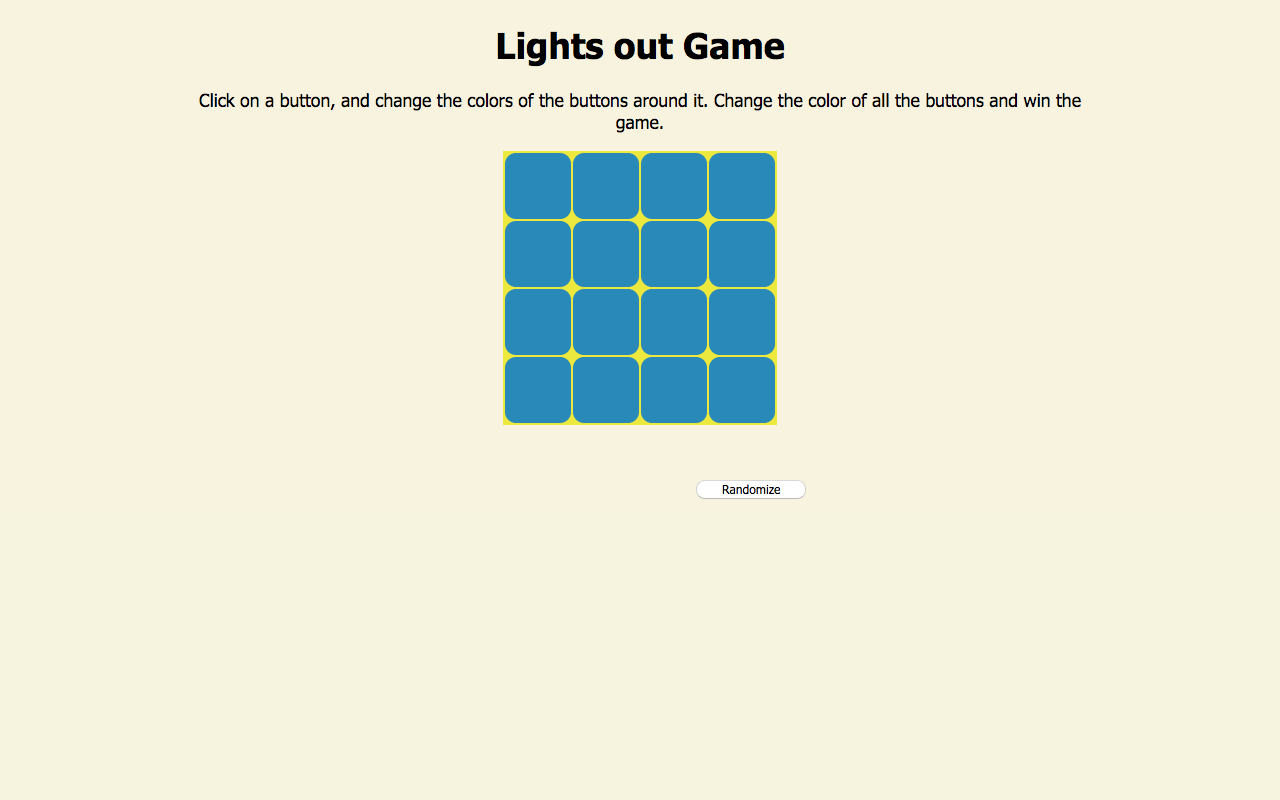 Lights out Game
Click on a button, and change the colors of the buttons around it. Change the color of all the buttons and win the
game.
Randomize